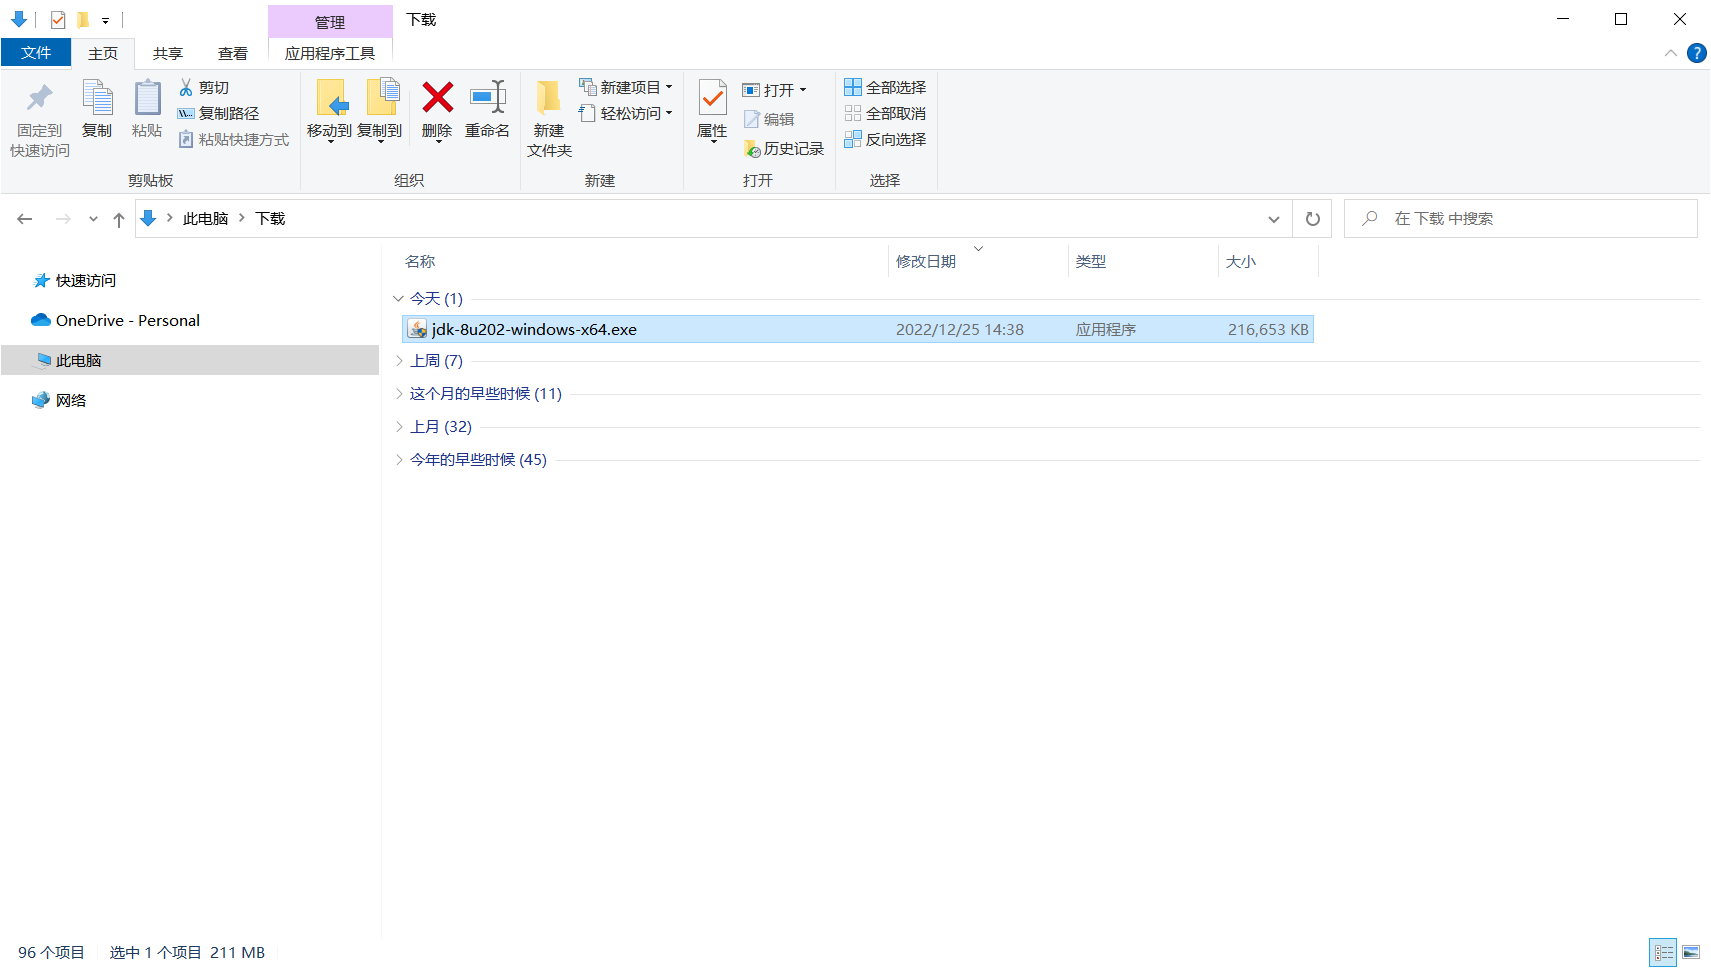 管理
下载
文件
主页
共享
查看
应用程序工具
固定到
快速访问
复制
粘贴
剪切
复制路径
粘贴快捷方式
剪贴板
移动到
复制到
删除
重命名
组织
新建
文件夹
新建项目
轻松访问
新建
属性
打开
编辑
历史记录
打开
全部选择
全部取消
反向选择
选择
此电脑
下载
在 下载 中搜索
快速访问
OneDrive - Personal
此电脑
网络
名称
修改日期
类型
大小
今天 (1)
jdk-8u202-windows-x64.exe
2022/12/25 14:38
应用程序
216,653 KB
上周 (7)
这个月的早些时候 (11)
上月 (32)
今年的早些时候 (45)
96 个项目
选中 1 个项目 211 MB